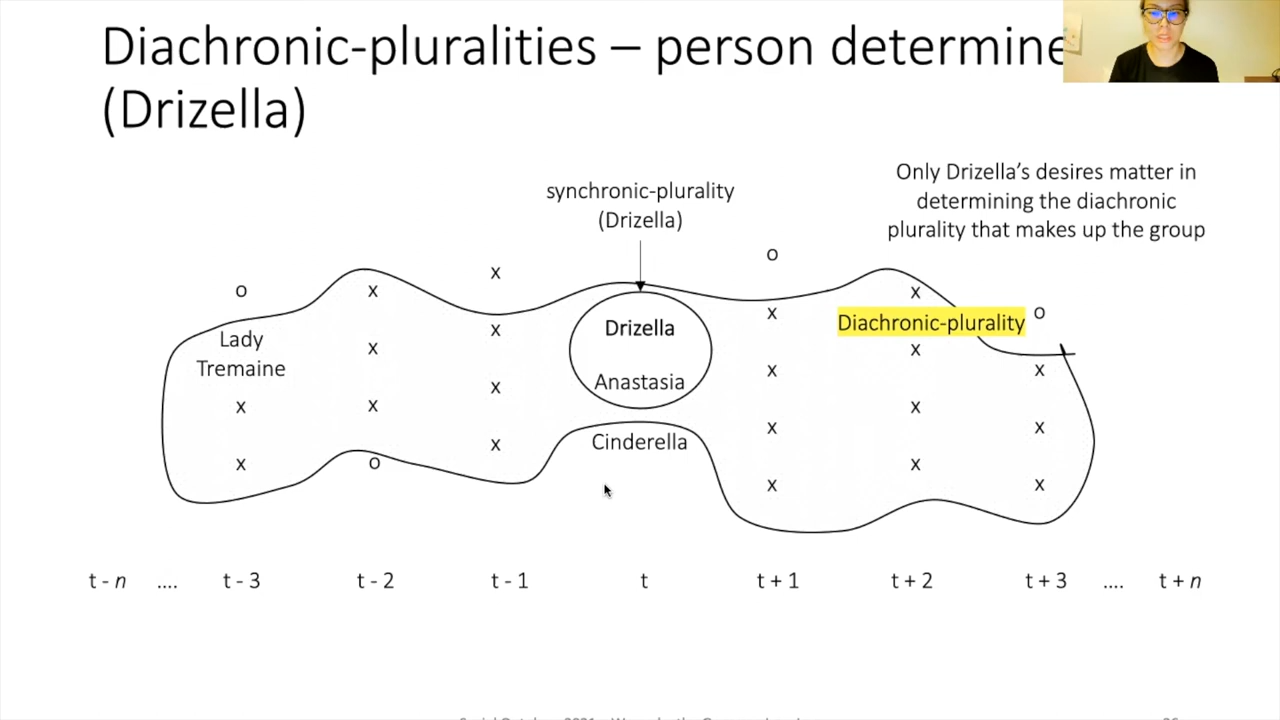 Diachronic-pluralities – person determine
(Drizella)
Only Drizella's desires matter in
determining the diachronic
plurality that makes up the group
synchronic-plurality
(Drizella)
o
x
x
o
x
o
Lady
Tremaine
x
x
x
x
o
x
x
x
Drizella
Anastasia
Cinderella
x
x
x
x
Diachronic-plurality
x
x
x
x
x
x
t - n
....
t - 3
t - 2
t - 1
t
t + 1
t + 2
t + 3
....
t + n